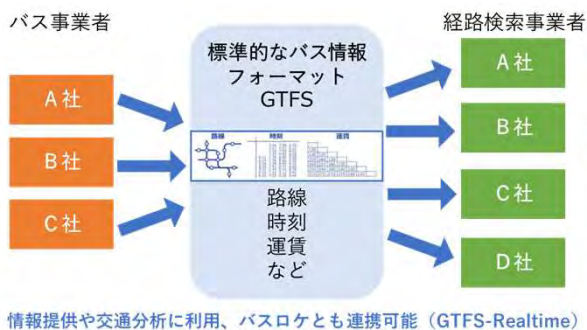 バス事業者
経路検索事業者
標準的なバス情報
フォーマット
GTFS
A社
B社
C社
路線
時刻
運賃
路線
時刻
運賃
など
A社
B社
C社
D社
情報提供や交通分析に利用、バスロケとも連携可能（GTFS-Realtime）